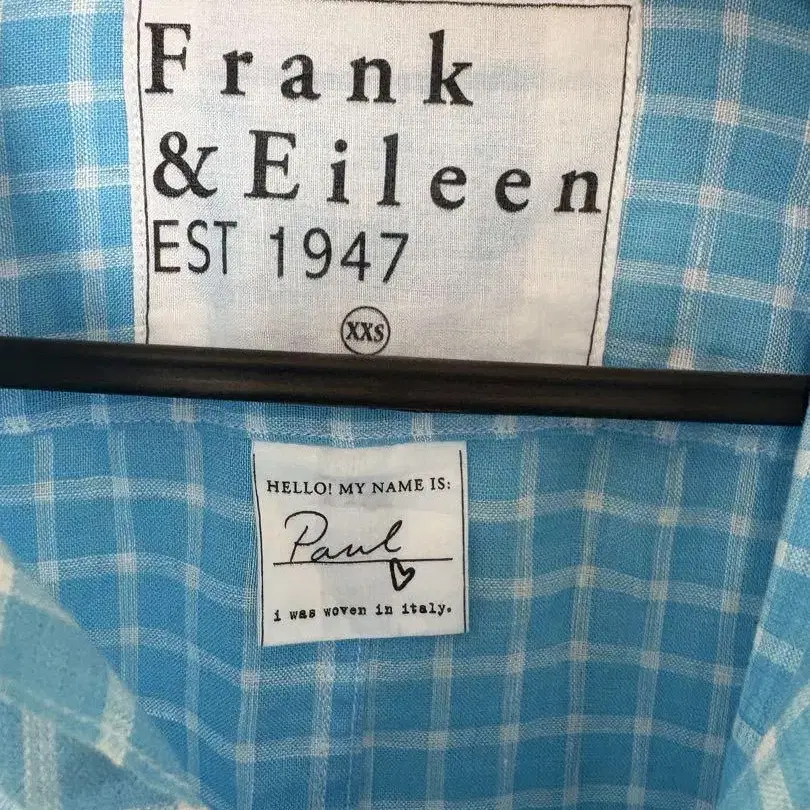 Frank
& Eileen
EST 1947
XXS
HELLO! MY NAME IS:
Paul
i was woven in italy.